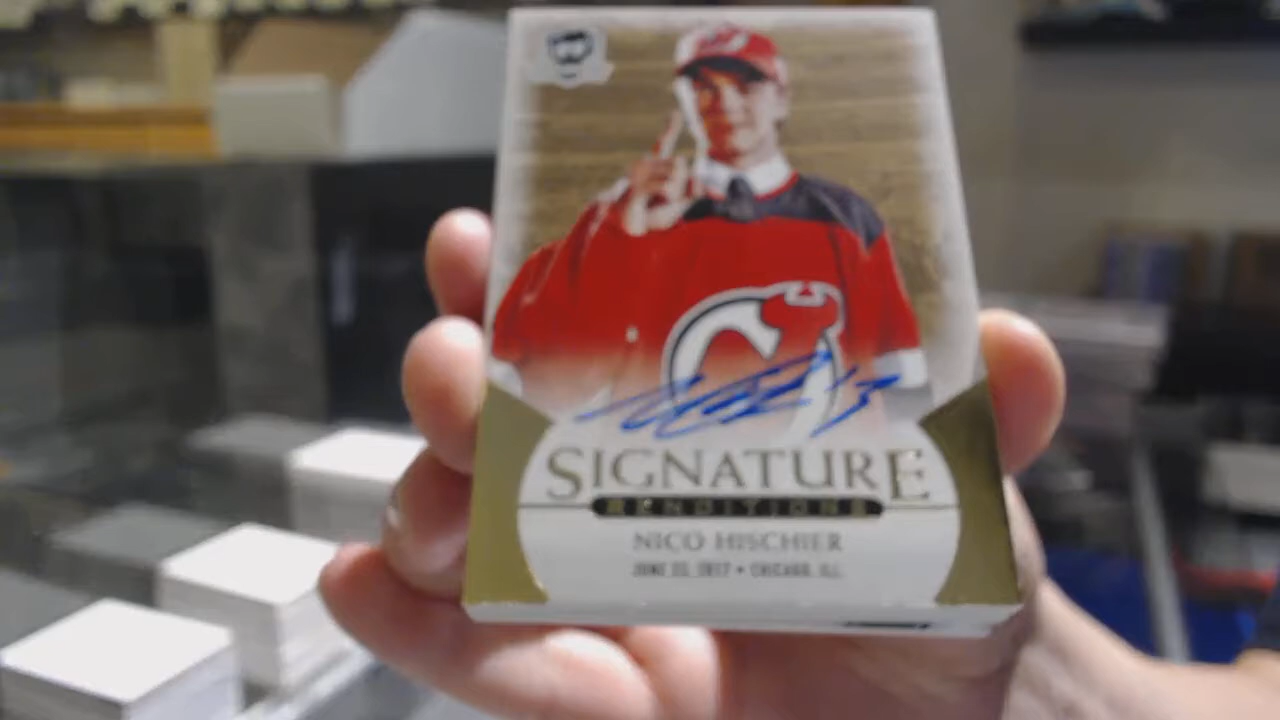 SIGNATURE
RENDITIONS
NICO HISCHIER
JUNE 23, 2017 • CHICAGO, ILL.